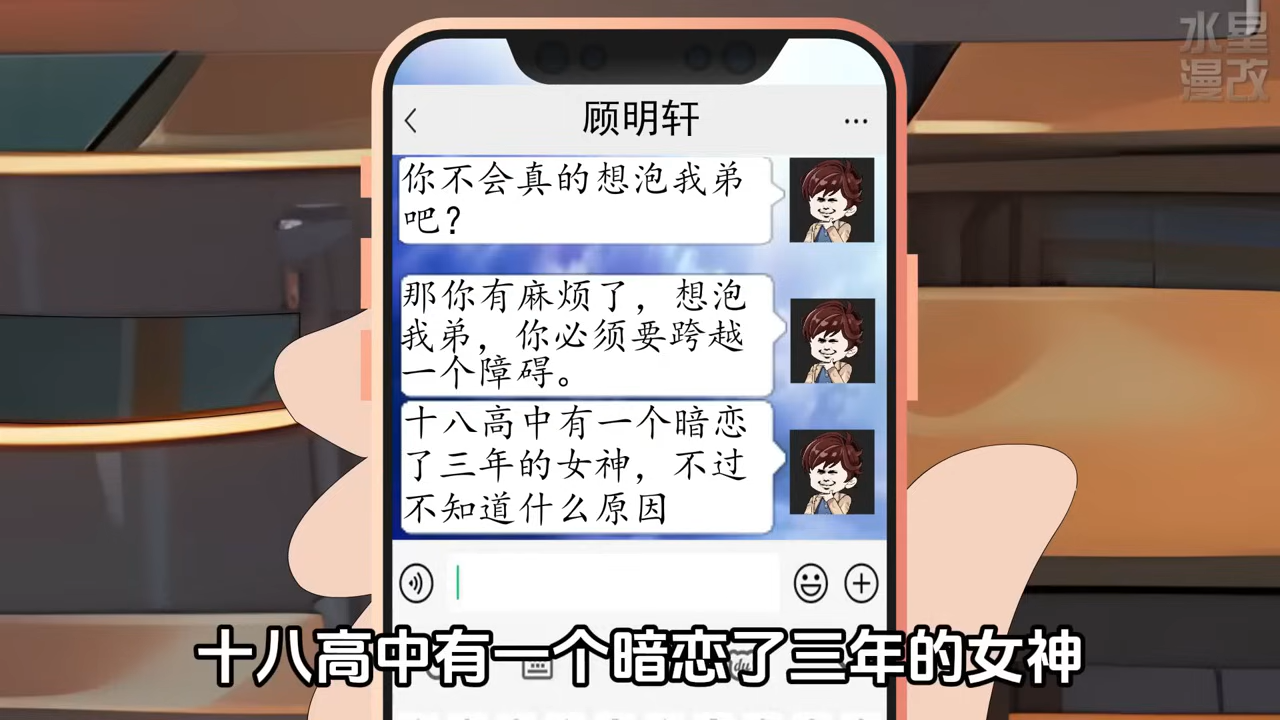 水星
漫改
顾明轩
你不会真的想泡我弟
吧？
那你有麻烦了，想泡
我弟，你必须要跨越
一个障碍。
十八高中有一个暗恋
了三年的女神，不过
不知道什么原因
十八高中有一个暗恋了三年的女神
du